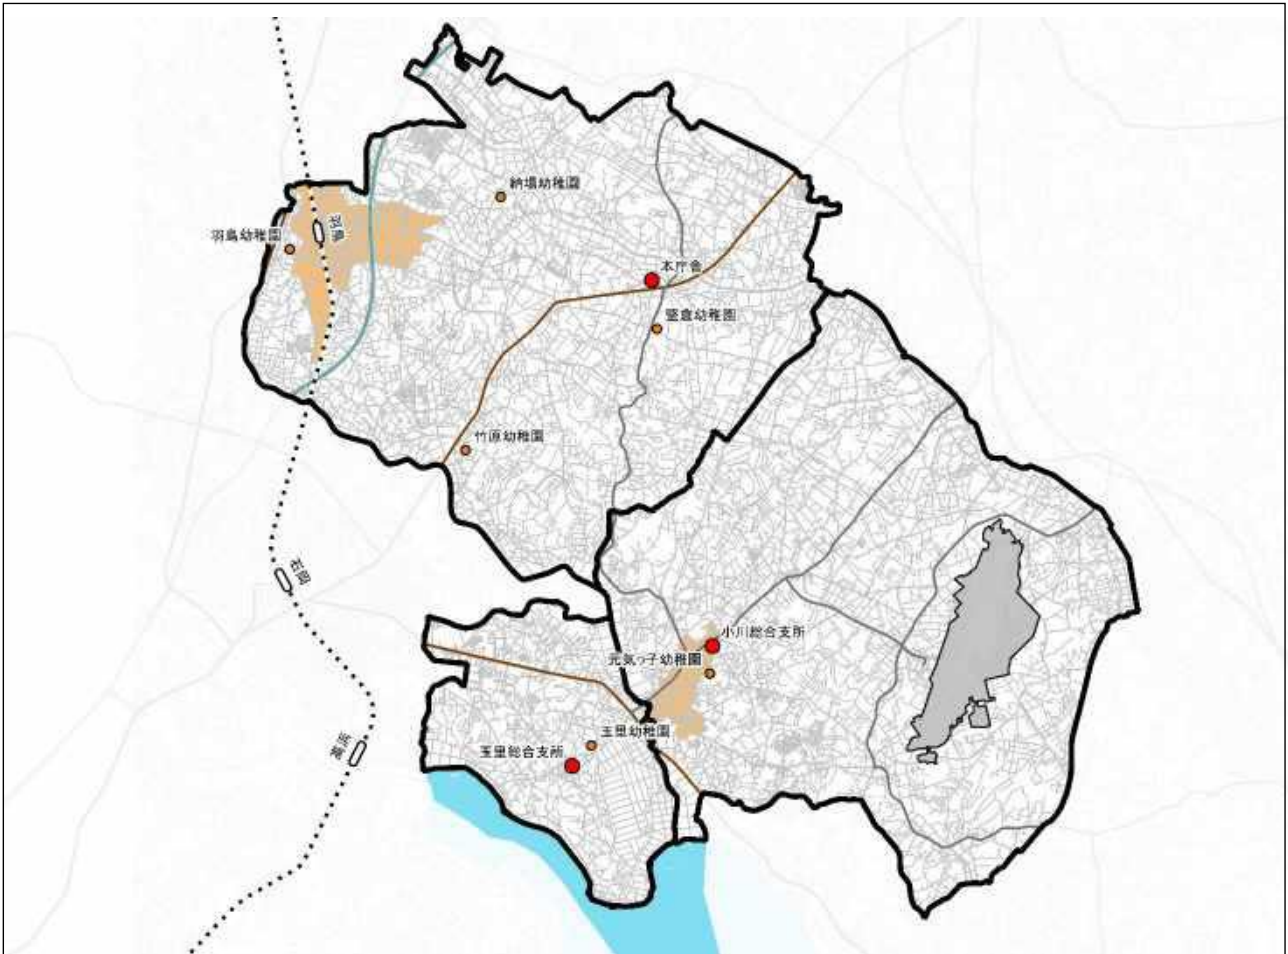 納場幼稚園
羽鳥
羽鳥幼稚園
本庁舎
堅倉幼稚園
竹原幼稚園
石岡
小川総合支所
元気っ子幼稚園
玉里幼稚園
高浜
玉里総合支所